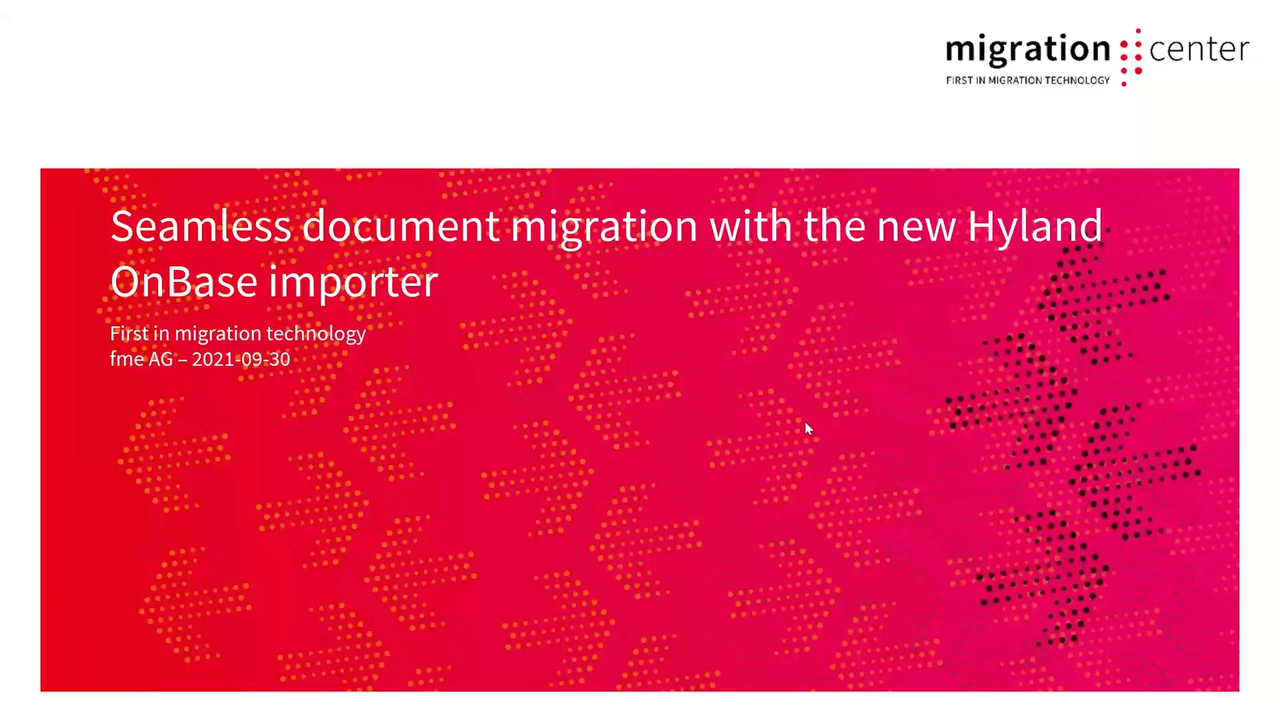 migration center
FIRST IN MIGRATION TECHNOLOGY
Seamless document migration with the new Hyland
OnBase importer
First in migration technology
fme AG – 2021-09-30